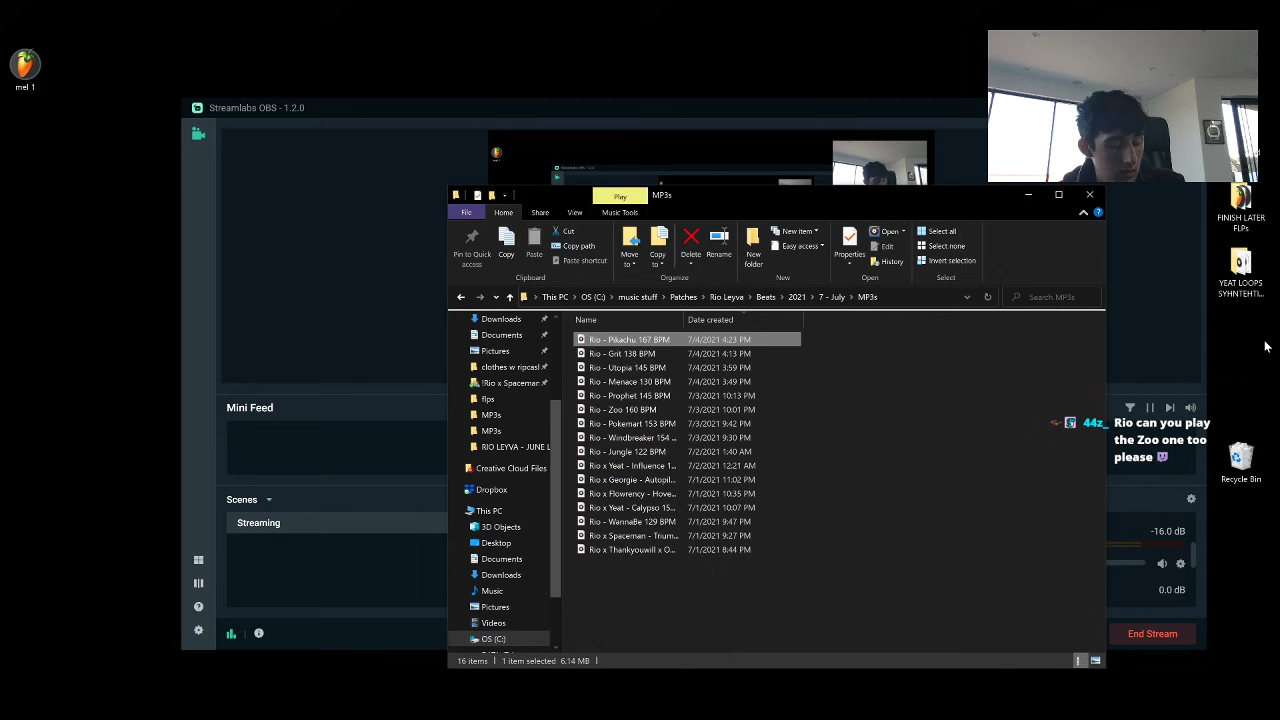 mel 1
Streamlabs OBS - 1.2.0
Play
MP3s
File
Home
Share
View
Music Tools
Pin to Quick access
Copy
Paste
Cut
Copy path
Paste shortcut
Clipboard
Move to
Copy to
Delete
Rename
Organize
New folder
New item
Easy access
New
Properties
Open
Edit
History
Open
Select all
Select none
Invert selection
Select
This PC
OS (C:)
music stuff
Patches
Rio Leyva
Beats
2021
7 - July
MP3s
Search MP3s
Downloads
Documents
Pictures
clothes w ripcasl
!Rio x Spaceman
flps
MP3s
MP3s
RIO LEYVA - JUNE L
Creative Cloud Files
Dropbox
This PC
3D Objects
Desktop
Documents
Downloads
Music
Pictures
Videos
OS (C:)
Name Date created
Rio - Pikachu 167 BPM 7/4/2021 4:23 PM
Rio - Grit 138 BPM 7/4/2021 4:13 PM
Rio - Utopia 145 BPM 7/4/2021 3:59 PM
Rio - Menace 130 BPM 7/4/2021 3:49 PM
Rio - Prophet 145 BPM 7/3/2021 10:13 PM
Rio - Zoo 160 BPM 7/3/2021 10:01 PM
Rio - Pokemart 153 BPM 7/3/2021 9:42 PM
Rio - Windbreaker 154 ... 7/3/2021 9:30 PM
Rio - Jungle 122 BPM 7/2/2021 1:40 AM
Rio x Yeat - Influence 1... 7/2/2021 12:21 AM
Rio x Georgie - Autopil... 7/1/2021 11:02 PM
Rio x Flowrency - Hove... 7/1/2021 10:35 PM
Rio x Yeat - Calypso 15... 7/1/2021 10:07 PM
Rio - WannaBe 129 BPM 7/1/2021 9:47 PM
Rio x Spaceman - Trium... 7/1/2021 9:27 PM
Rio x Thankyouwill x O... 7/1/2021 8:44 PM
16 items
1 item selected 6.14 MB
Mini Feed
Scenes
Streaming
FINISH LATER
FLPs
YEAT LOOPS
SYHNTEHTI...
44z_
Rio can you play
the Zoo one too
please
Recycle Bin
-16.0 dB
0.0 dB
End Stream